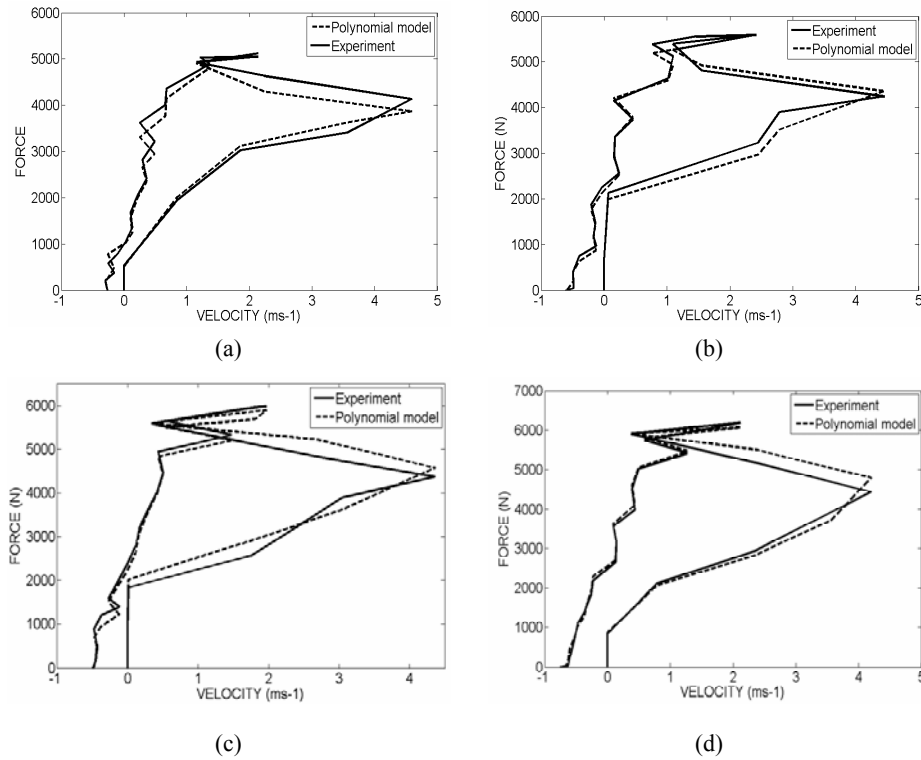 6000
5000
4000
3000
2000
1000
0
FORCE
Polynomial model
Experiment
-1 0 1 2 3 4 5
VELOCITY (ms-1)
(a)
6000
5000
4000
3000
2000
1000
0
FORCE (N)
Experiment
Polynomial model
-1 0 1 2 3 4 5
VELOCITY (ms-1)
(b)
6000
5000
4000
3000
2000
1000
0
FORCE (N)
Experiment
Polynomial model
-1 0 1 2 3 4
VELOCITY (ms-1)
(c)
7000
6000
5000
4000
3000
2000
1000
0
FORCE (N)
Experiment
Polynomial model
-1 0 1 2 3 4 5
VELOCITY (ms-1)
(d)